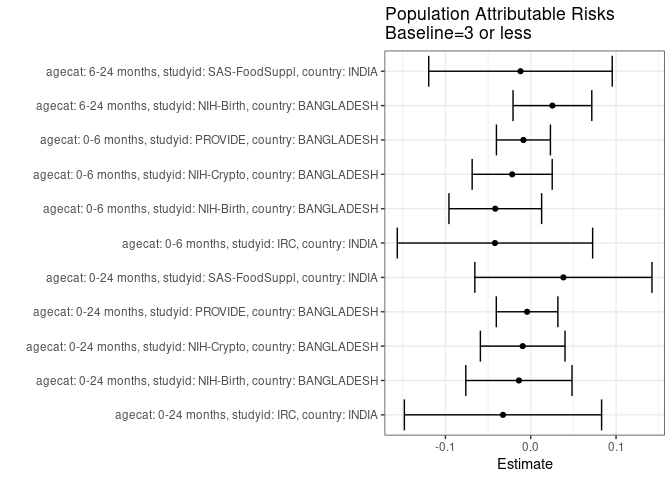 Population Attributable Risks
Baseline=3 or less
agecat: 6-24 months, studyid: SAS-FoodSuppl, country: INDIA
agecat: 6-24 months, studyid: NIH-Birth, country: BANGLADESH
agecat: 0-6 months, studyid: PROVIDE, country: BANGLADESH
agecat: 0-6 months, studyid: NIH-Crypto, country: BANGLADESH
agecat: 0-6 months, studyid: NIH-Birth, country: BANGLADESH
agecat: 0-6 months, studyid: IRC, country: INDIA
agecat: 0-24 months, studyid: SAS-FoodSuppl, country: INDIA
agecat: 0-24 months, studyid: PROVIDE, country: BANGLADESH
agecat: 0-24 months, studyid: NIH-Crypto, country: BANGLADESH
agecat: 0-24 months, studyid: NIH-Birth, country: BANGLADESH
agecat: 0-24 months, studyid: IRC, country: INDIA
-0.1 0.0 0.1
Estimate